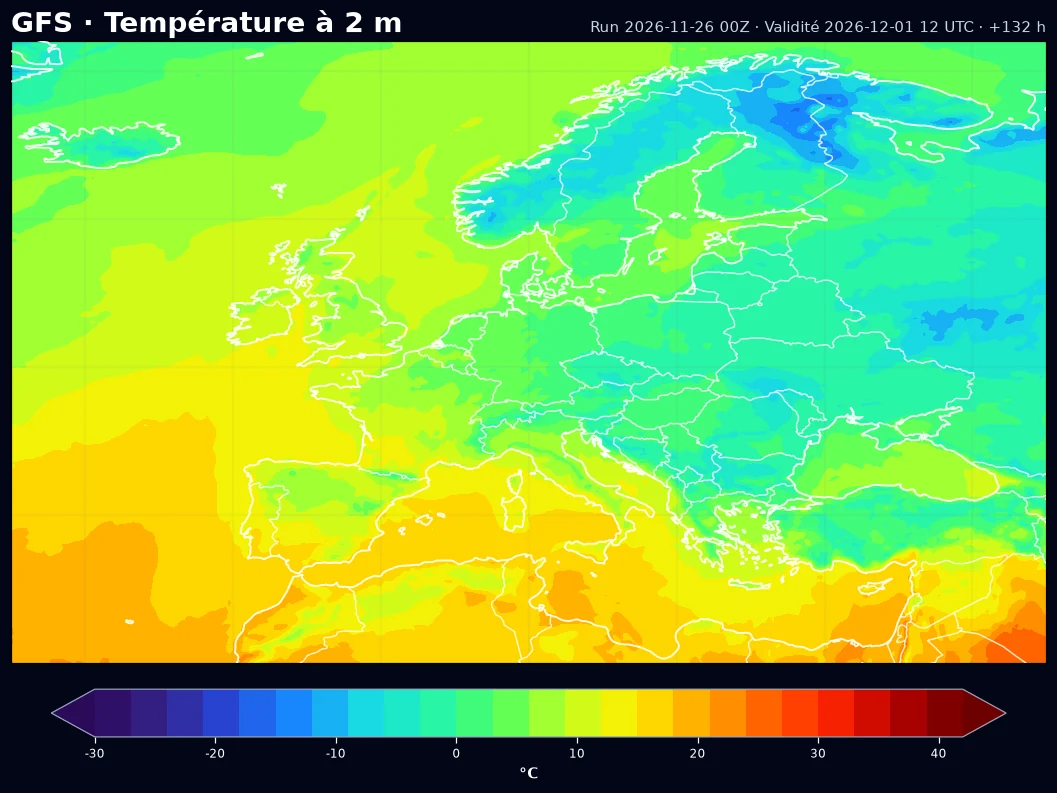 GFS · Température à 2 m
Run 2026-11-26 00Z · Validité 2026-12-01 12 UTC · +132 h
-30 -20 -10 0 10 20 30 40
°C